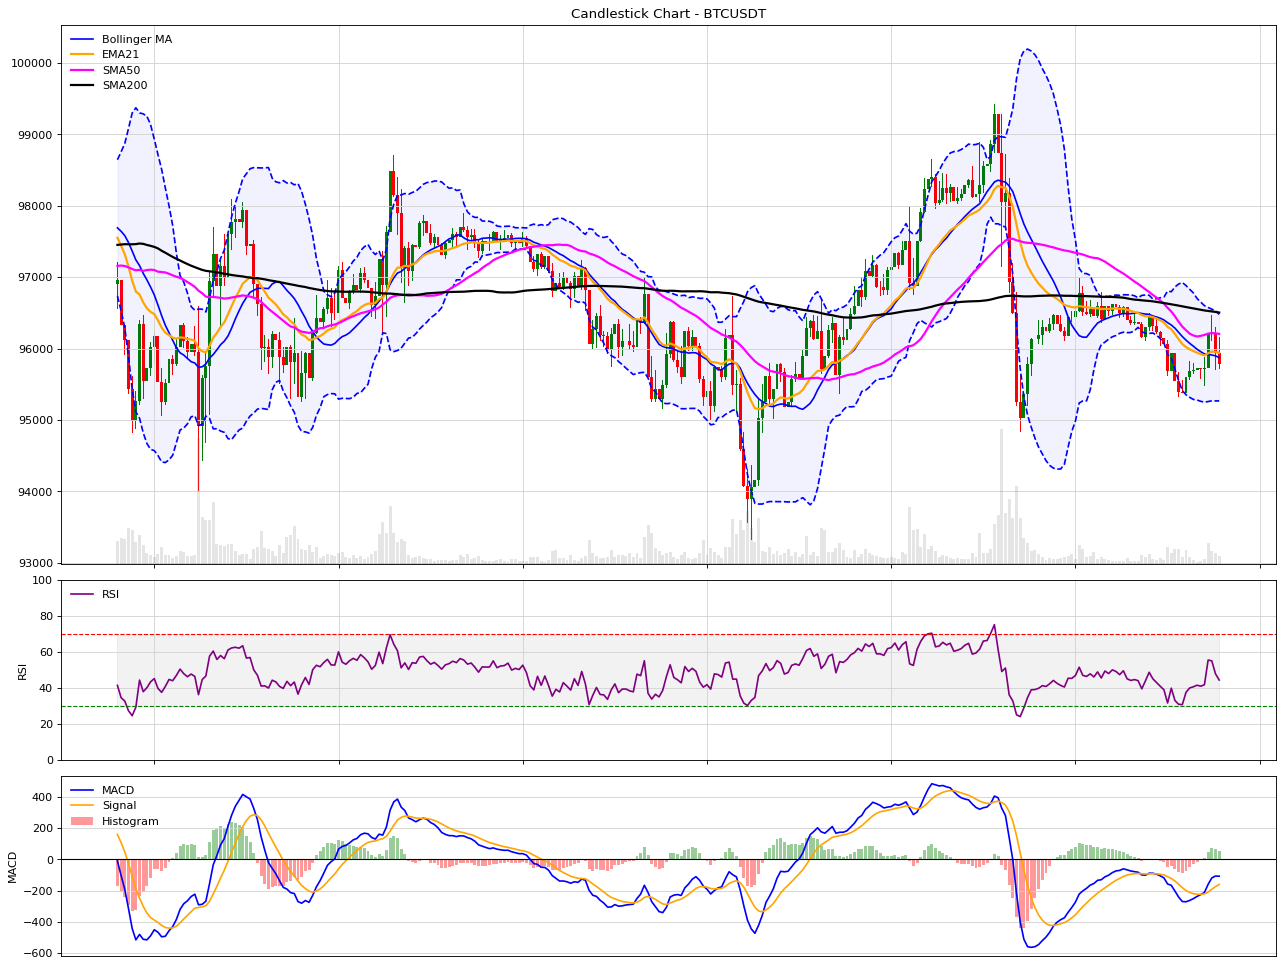 Candlestick Chart - BTCUSDT
Bollinger MA
EMA21
SMA50
SMA200
100000
99000
98000
97000
96000
95000
94000
93000
RSI
100
80
60
40
20
0
RSI
MACD
Signal
Histogram
400
200
0
−200
−400
−600
MACD